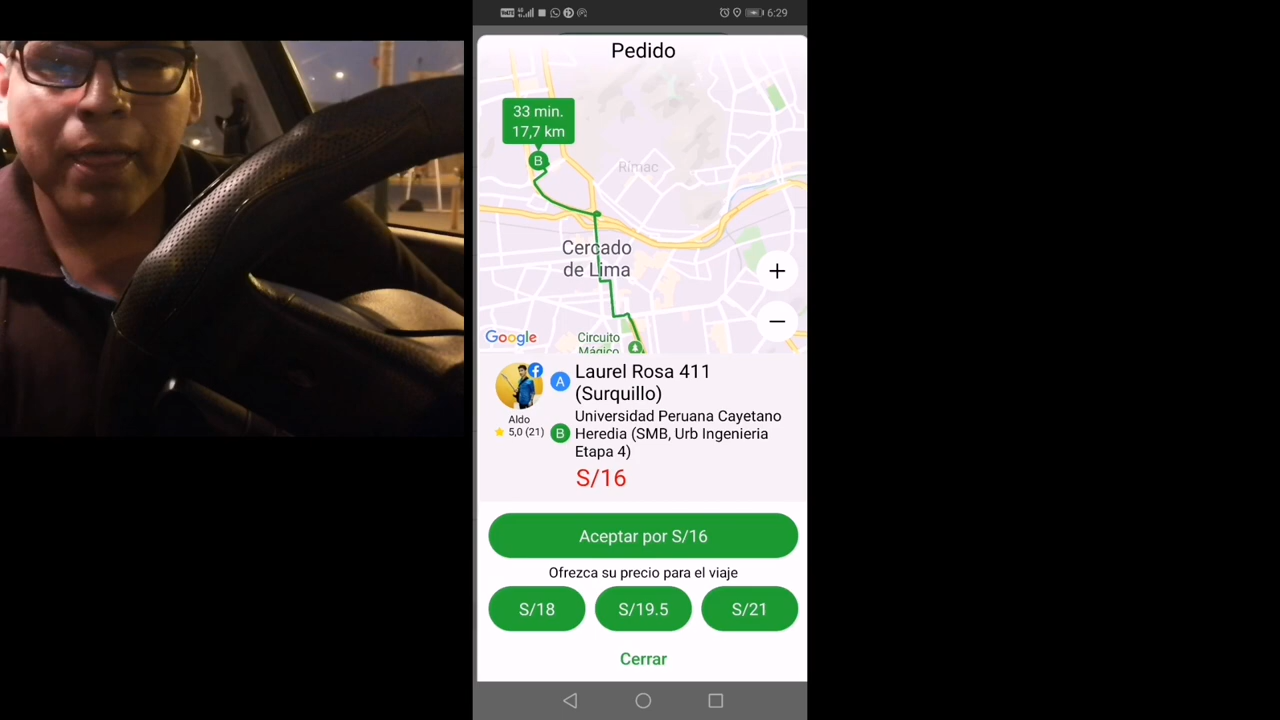 6:29
Pedido
33 min.
17,7 km
B
Rímac
Cercado
de Lima
+
−
Google
Circuito
Mágico
A
Laurel Rosa 411
(Surquillo)
Aldo
5,0 (21)
B
Universidad Peruana Cayetano
Heredia (SMB, Urb Ingenieria
Etapa 4)
S/16
Aceptar por S/16
Ofrezca su precio para el viaje
S/18
S/19.5
S/21
Cerrar